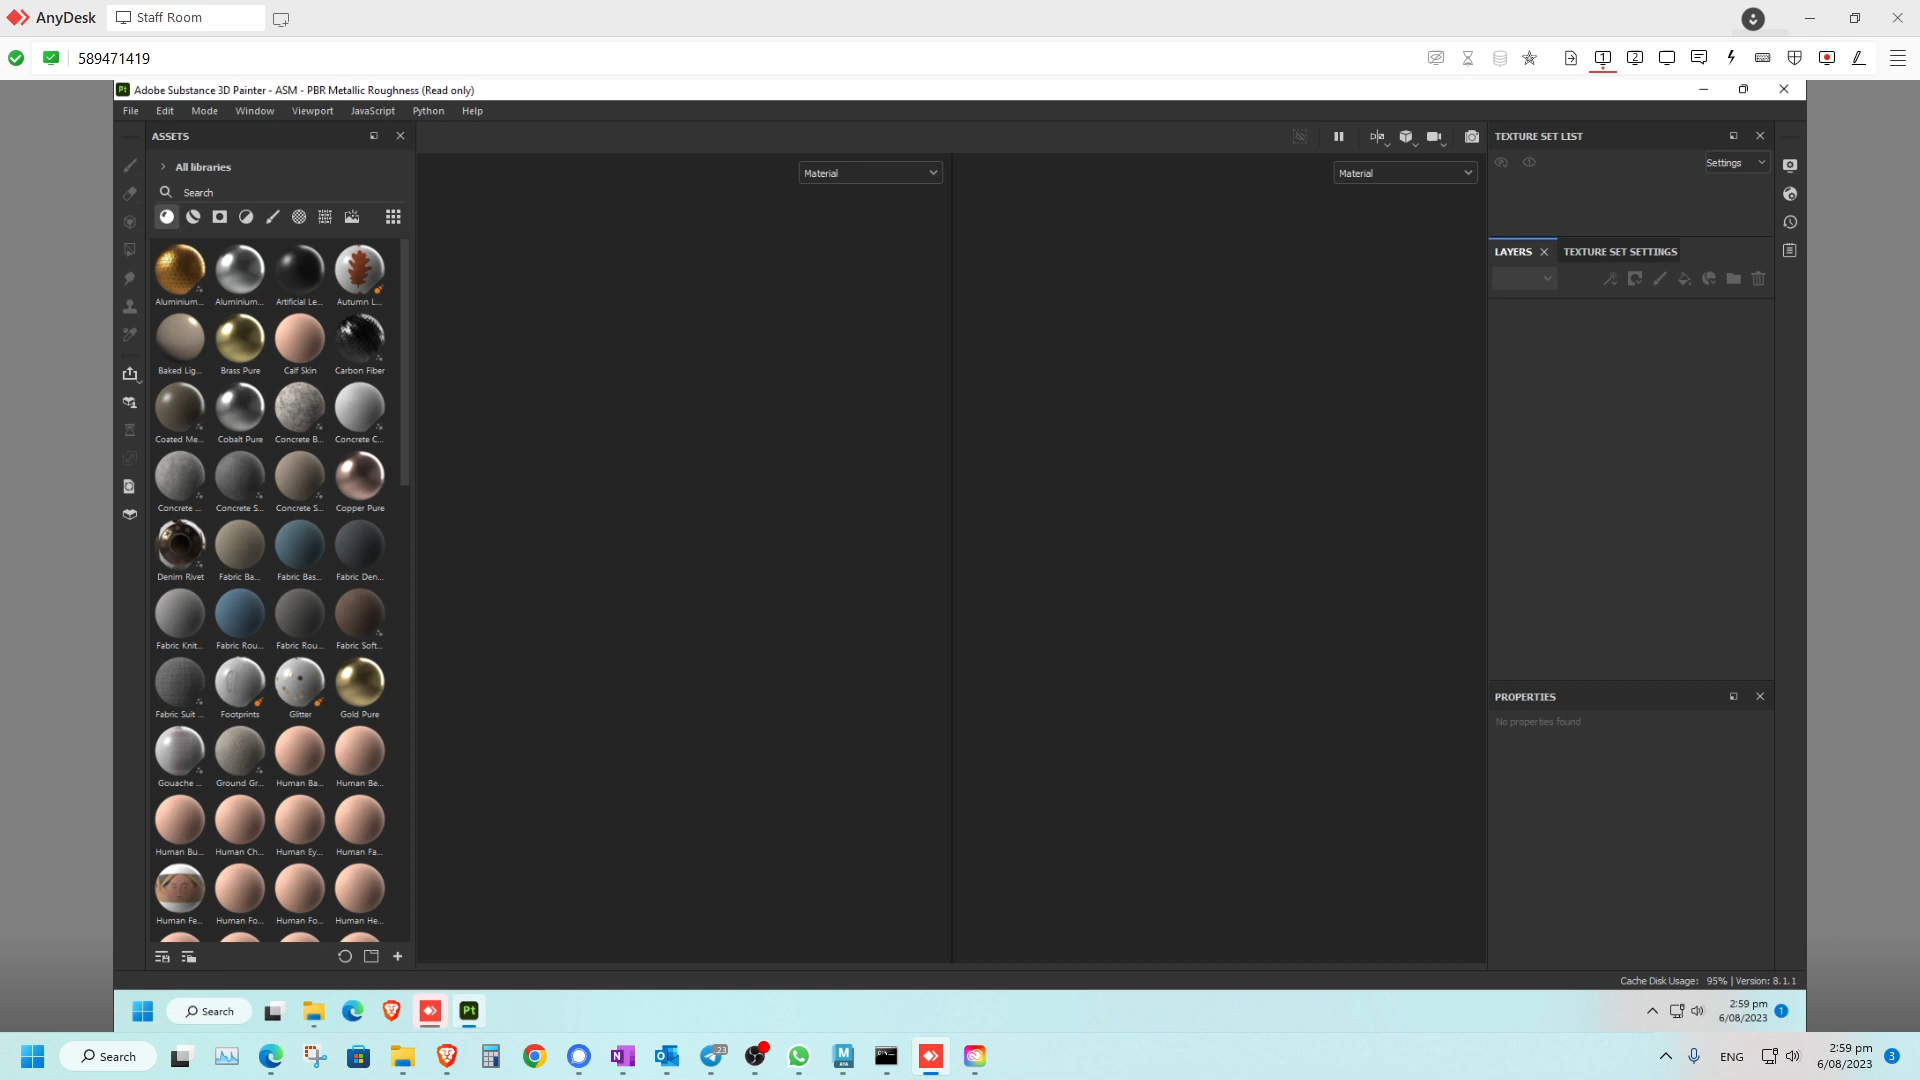 AnyDesk
Staff Room
589471419
Adobe Substance 3D Painter - ASM - PBR Metallic Roughness (Read only)
File Edit Mode Window Viewport JavaScript Python Help
ASSETS
All libraries
Search
Material
Material
TEXTURE SET LIST
Settings
LAYERS
TEXTURE SET SETTINGS
Aluminium... Aluminium... Artificial Le... Autumn L...
Baked Lig... Brass Pure Calf Skin Carbon Fiber
Coated Me... Cobalt Pure Concrete B... Concrete C...
Concrete ... Concrete S... Concrete S... Copper Pure
Denim Rivet Fabric Ba... Fabric Bas... Fabric Den...
Fabric Knit... Fabric Rou... Fabric Rou... Fabric Soft...
Fabric Suit ... Footprints Glitter Gold Pure
Gouache ... Ground Gr... Human Ba... Human Be...
Human Bu... Human Ch... Human Ey... Human Fa...
Human Fe... Human Fo... Human Fo... Human He...
PROPERTIES
No properties found
Cache Disk Usage: 95% | Version: 8.1.1
Search
2:59 pm
6/08/2023
1
Search
23
ENG
2:59 pm
6/08/2023
3